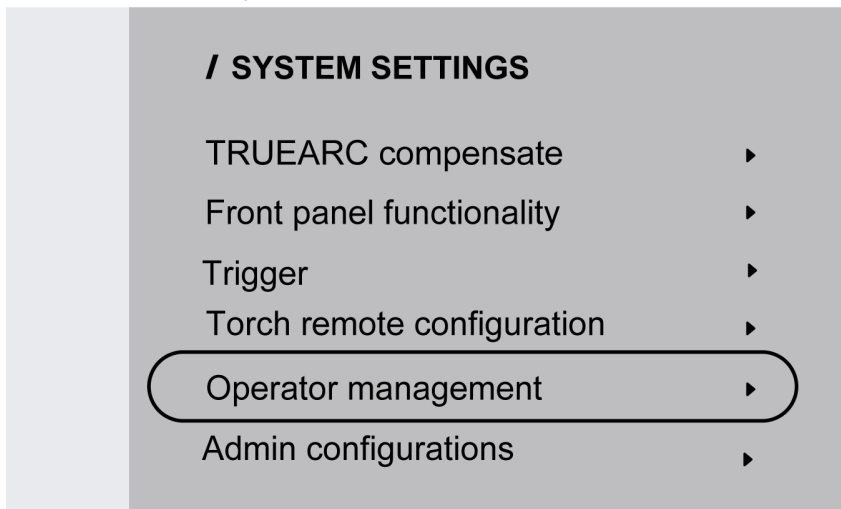 / SYSTEM SETTINGS
TRUEARC compensate
Front panel functionality
Trigger
Torch remote configuration
Operator management
Admin configurations